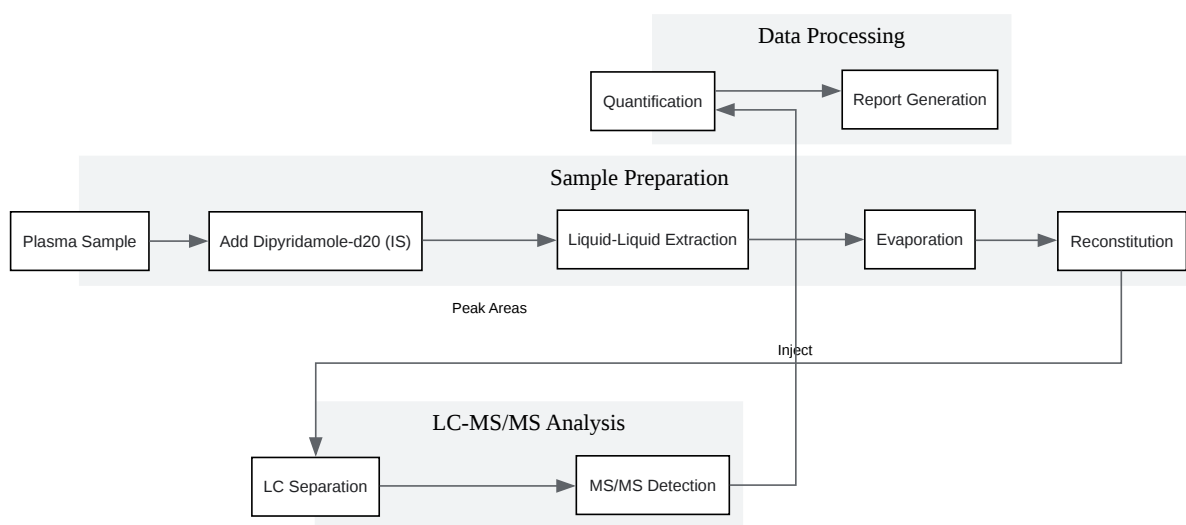 Data Processing
Quantification
Report Generation
Sample Preparation
Plasma Sample
Add Dipyridamole-d20 (IS)
Liquid-Liquid Extraction
Evaporation
Reconstitution
Peak Areas
Inject
LC-MS/MS Analysis
LC Separation
MS/MS Detection